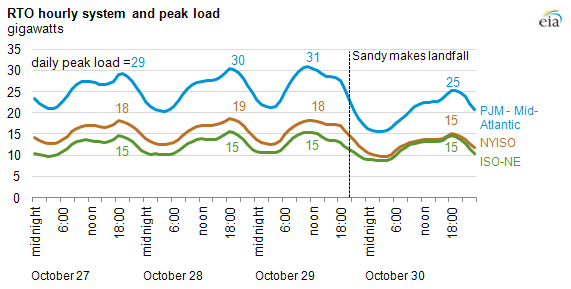 RTO hourly system and peak load
gigawatts
eia
35
30
25
20
15
10
5
0
daily peak load =29
30
31
Sandy makes landfall
25
18
19
18
15
15
15
15
15
PJM - Mid-
Atlantic
NYISO
ISO-NE
midnight
6:00
noon
18:00
midnight
6:00
noon
18:00
midnight
6:00
noon
18:00
midnight
6:00
noon
18:00
October 27
October 28
October 29
October 30